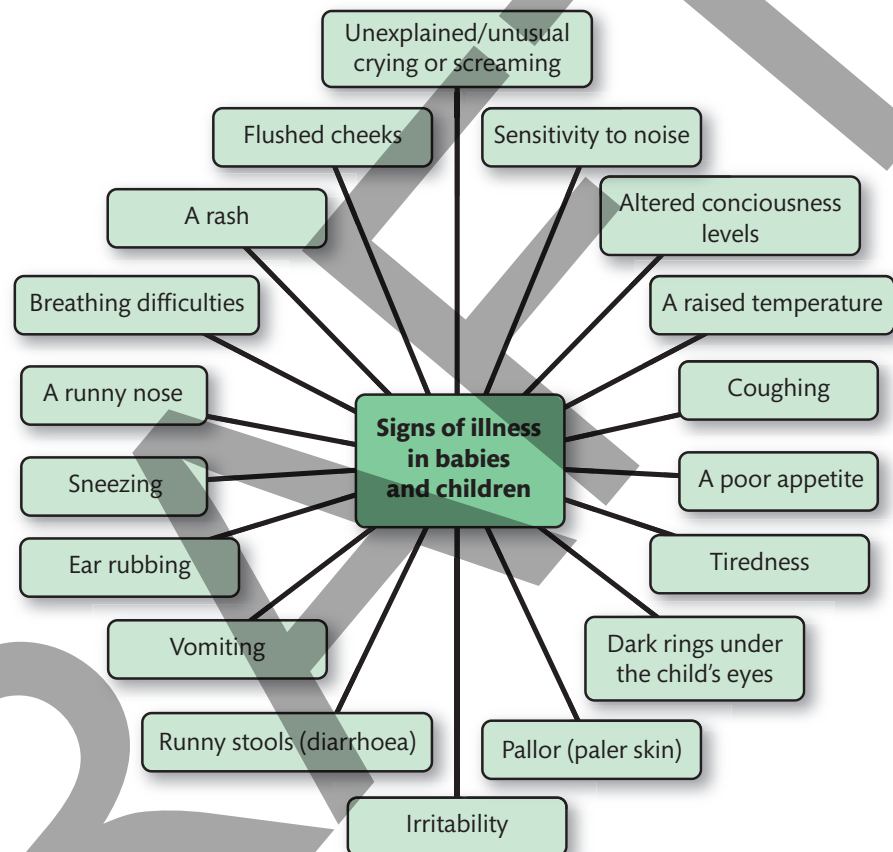 Unexplained/unusual
crying or screaming
Flushed cheeks
Sensitivity to noise
A rash
Altered conciousness
levels
Breathing difficulties
A raised temperature
A runny nose
Coughing
Signs of illness
in babies
and children
Sneezing
A poor appetite
Ear rubbing
Tiredness
Vomiting
Dark rings under
the child's eyes
Runny stools (diarrhoea)
Pallor (paler skin)
Irritability